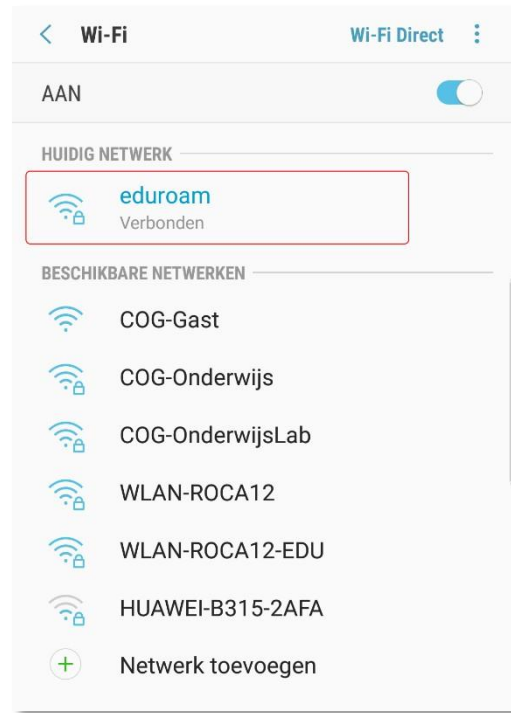 Wi-Fi Wi-Fi Direct
AAN
HUIDIG NETWERK
eduroam
Verbonden
BESCHIKBARE NETWERKEN
COG-Gast
COG-Onderwijs
COG-OnderwijsLab
WLAN-ROCA12
WLAN-ROCA12-EDU
HUAWEI-B315-2AFA
Netwerk toevoegen